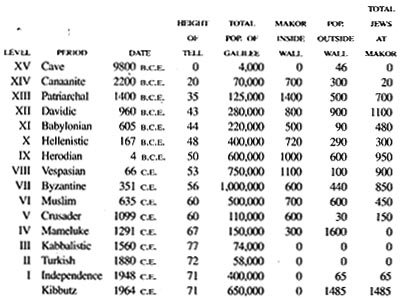 TOTAL
HEIGHT TOTAL MAKOR POP. JEWS
OF POP. OF INSIDE OUTSIDE AT
LEVEL PERIOD DATE TELL GALILEE WALL WALL MAKOR
XV Cave 9800 B.C.E. 0 4,000 0 46 0
XIV Canaanite 2200 B.C.E. 20 70,000 700 300 20
XIII Patriarchal 1400 B.C.E. 35 125,000 1400 500 700
XII Davidic 960 B.C.E. 43 280,000 800 900 1100
XI Babylonian 605 B.C.E. 44 220,000 500 90 480
X Hellenistic 167 B.C.E. 48 400,000 720 290 300
IX Herodian 4 B.C.E. 50 600,000 1000 600 950
VIII Vespasian 66 C.E. 53 750,000 1100 100 900
VII Byzantine 351 C.E. 56 1,000,000 600 440 850
VI Muslim 635 C.E. 60 500,000 700 600 450
V Crusader 1099 C.E. 60 110,000 600 30 150
IV Mameluke 1291 C.E. 67 150,000 300 1600 0
III Kabbalistic 1560 C.E. 77 74,000 0 0 0
II Turkish 1880 C.E. 72 58,000 0 0 0
I Independence 1948 C.E. 71 400,000 0 65 65
Kibbutz 1964 C.E. 71 650,000 0 1485 1485